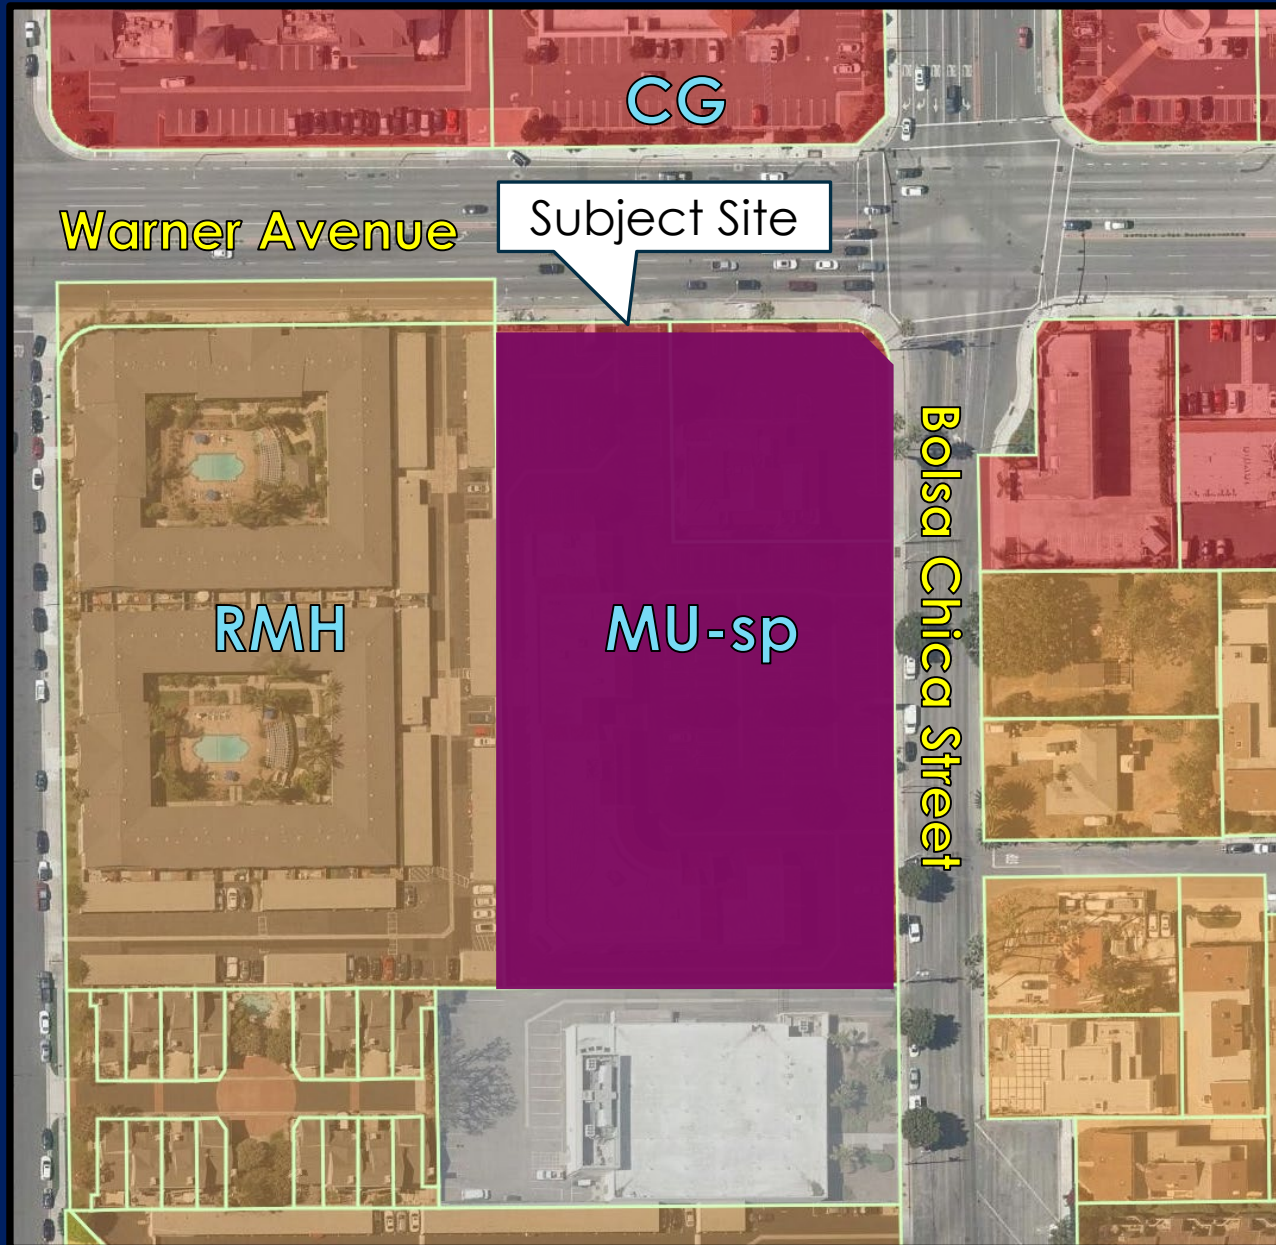 CG
Warner Avenue
Subject Site
Bolsa Chica Street
RMH
MU-sp